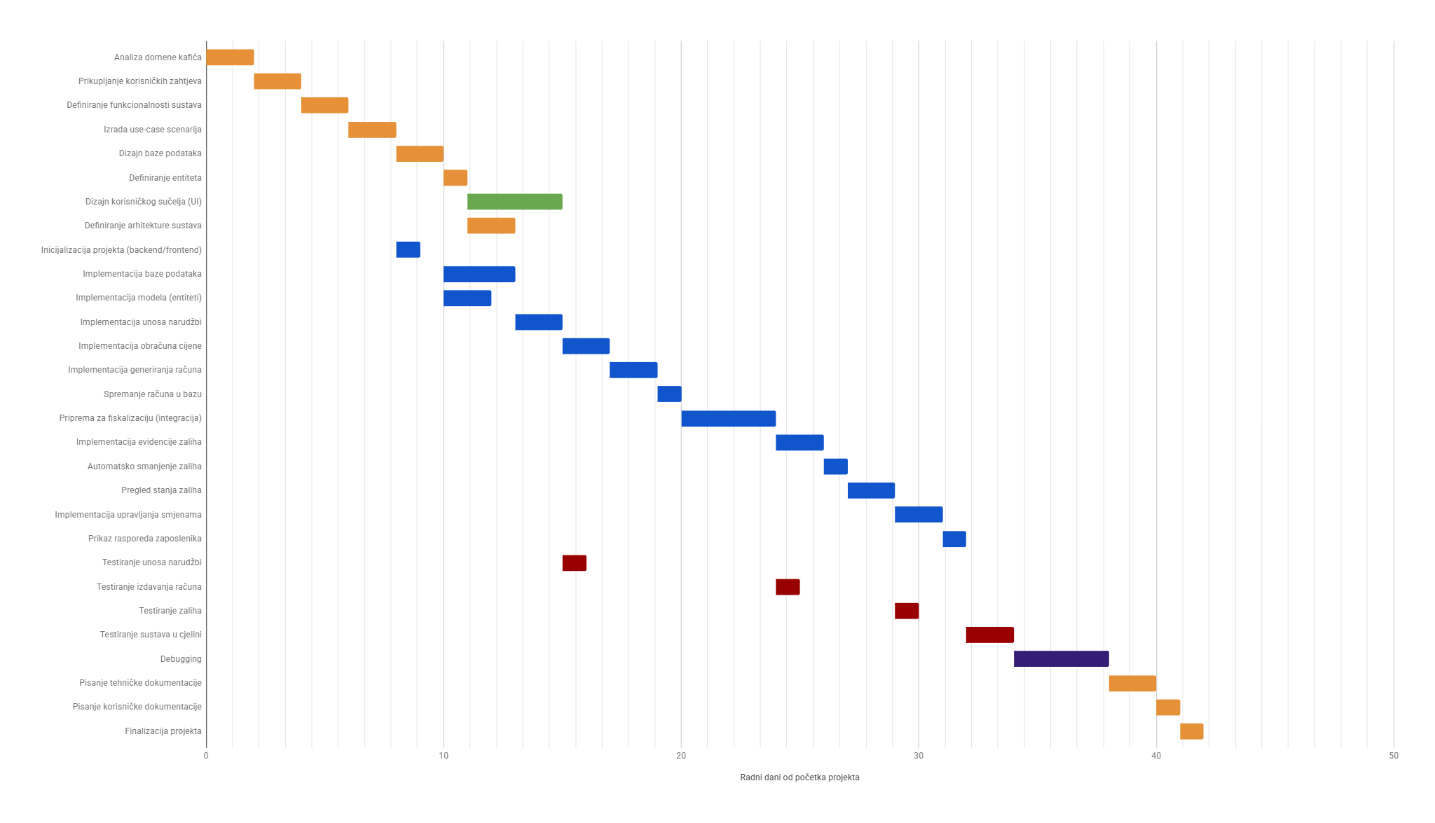 Analiza domene kafića
Prikupljanje korisničkih zahtjeva
Definiranje funkcionalnosti sustava
Izrada use-case scenarija
Dizajn baze podataka
Definiranje entiteta
Dizajn korisničkog sučelja (UI)
Definiranje arhitekture sustava
Inicijalizacija projekta (backend/frontend)
Implementacija baze podataka
Implementacija modela (entiteti)
Implementacija unosa narudžbi
Implementacija obračuna cijene
Implementacija generiranja računa
Spremanje računa u bazu
Priprema za fiskalizaciju (integracija)
Implementacija evidencije zaliha
Automatsko smanjenje zaliha
Pregled stanja zaliha
Implementacija upravljanja smjenama
Prikaz rasporeda zaposlenika
Testiranje unosa narudžbi
Testiranje izdavanja računa
Testiranje zaliha
Testiranje sustava u cjelini
Debugging
Pisanje tehničke dokumentacije
Pisanje korisničke dokumentacije
Finalizacija projekta
0 10 20 30 40 50
Radni dani od početka projekta